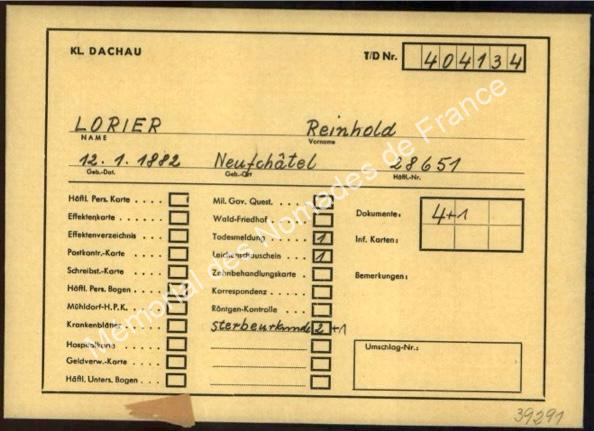 KL. DACHAU T/D Nr. 404134
LORIER Reinhold
NAME Vorname
12. 1. 1882 Neufchâtel 28651
Geb.-Dat. Geb.-Ort Häftl.-Nr.
Häftl. Pers. Karte . . . .
Effektenkarte . . . .
Effektenverzeichnis . . .
Postkontr.-Karte . . . .
Schreibst.-Karte . . . .
Häftl. Pers. Bogen . . . .
Mühldorf-H.P.K. . . . .
Krankenblätter . . . .
Hospitalkarte . . . .
Geldverw.-Karte . . . .
Häftl. Unters. Bogen . . .
Mil. Gov. Quest. . . . .
Wald-Friedhof . . . .
Todesmeldung . . . . 1
Leichenschauschein . . . 1
Zahnbehandlungskarte .
Korrespondenz . . . .
Röntgen-Kontrolle . . .
Sterbeurkunde 2 +1
Dokumente: 4+1
Inf. Karten:
Bemerkungen:
Umschlag-Nr.:
39291
Mémorial des Nomades de France